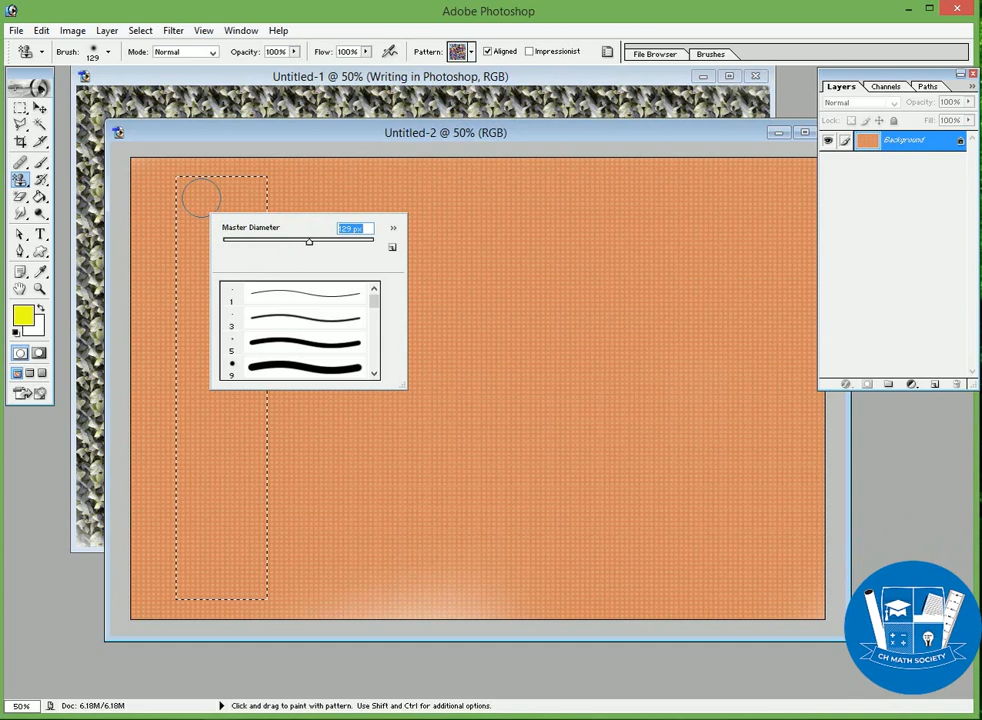 Adobe Photoshop
File Edit Image Layer Select Filter View Window Help
Brush: 129 Mode: Normal Opacity: 100% Flow: 100% Pattern: Aligned Impressionist File Browser Brushes
Untitled-1 @ 50% (Writing in Photoshop, RGB)
Untitled-2 @ 50% (RGB)
Layers Channels Paths
Normal Opacity: 100%
Lock: Fill: 100%
Background
Master Diameter 129 px
1
3
5
9
CH MATH SOCIETY
50% Doc: 6.18M/6.18M Click and drag to paint with pattern. Use Shift and Ctrl for additional options.